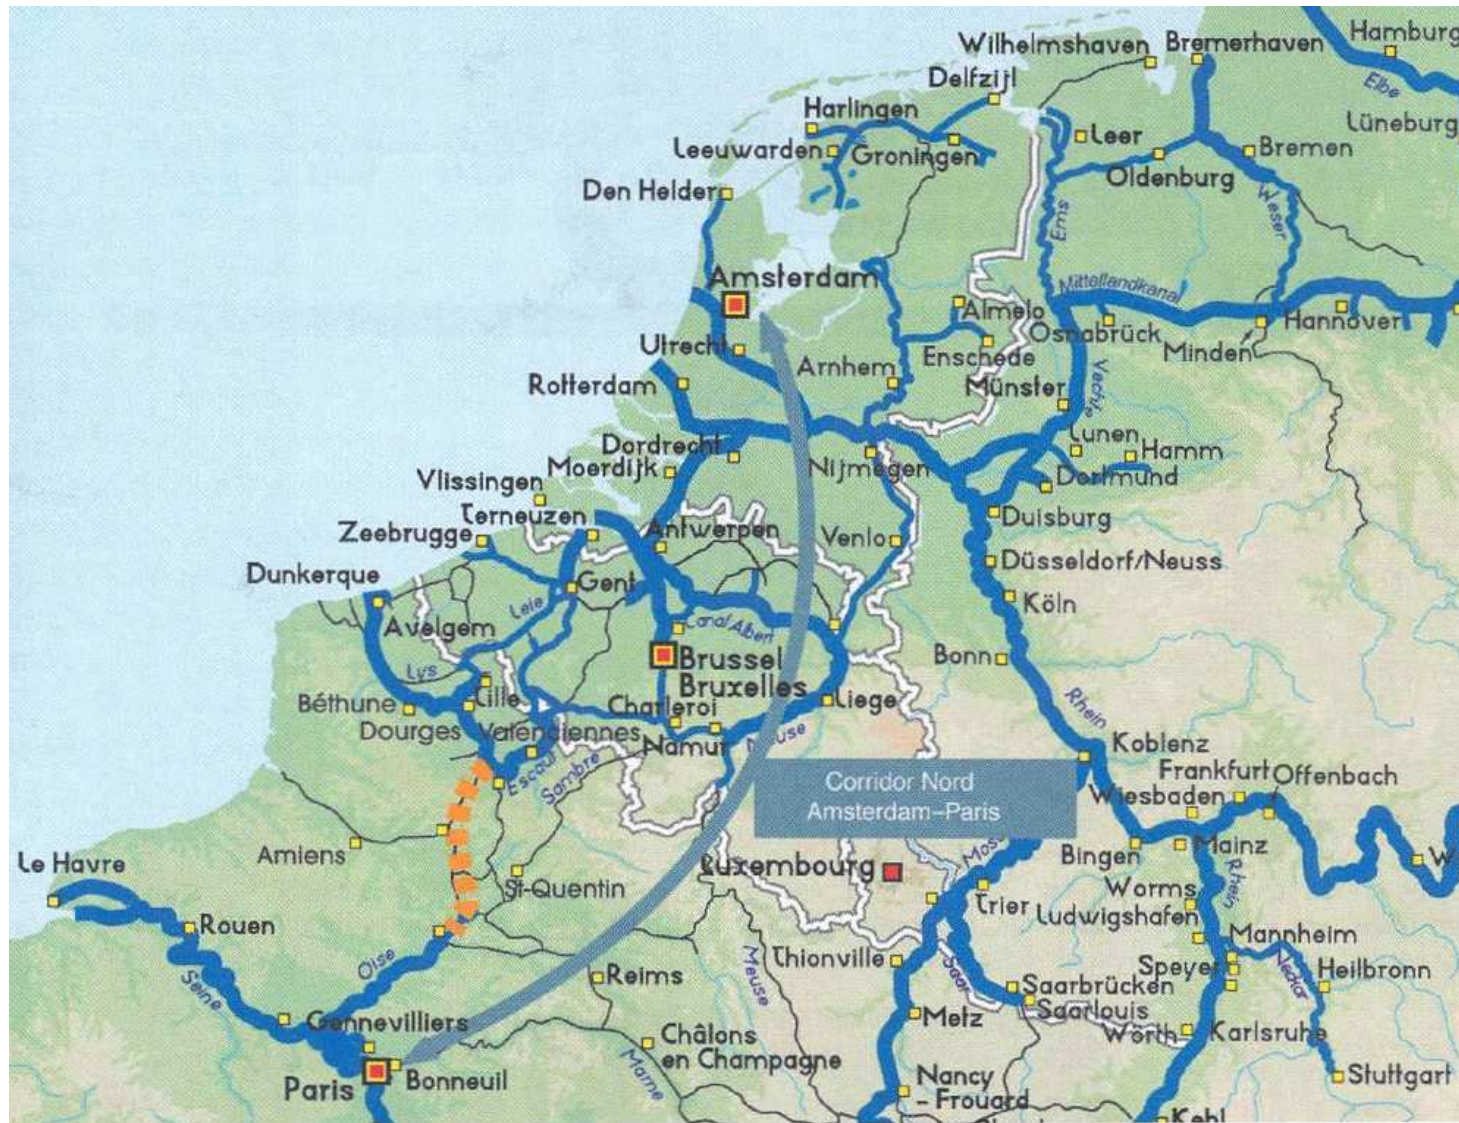 Hamburg
Wilhelmshaven
Bremerhaven
Delfzijl
Elbe
Harlingen
Lüneburg
Leer
Leeuwarden
Groningen
Bremen
Oldenburg
Den Helder
Ems
Weser
Amsterdam
Mittellandkanal
Almelo
Osnabrück
Hannover
Utrecht
Enschede
Minden
Arnhem
Rotterdam
Münster
Vechte
Lunen
Dordrecht
Hamm
Moerdijk
Nijmegen
Dortmund
Vlissingen
Terneuzen
Duisburg
Zeebrugge
Antwerpen
Venlo
Düsseldorf/Neuss
Dunkerque
Gent
Köln
Leie
Avelgem
Canal Albert
Brussel
Bruxelles
Bonn
Lys
Lille
Liege
Béthune
Charleroi
Rhein
Dourges
Valenciennes
Namur
Meuse
Koblenz
Escaut
Sambre
Corridor Nord
Amsterdam-Paris
Frankfurt
Offenbach
Wiesbaden
Amiens
Bingen
Mainz
Le Havre
Luxembourg
Mos
W
St-Quentin
Trier
Worms
Rhein
Ludwigshafen
Rouen
Mannheim
Oise
Thionville
Saar
Speyer
Neckar
Heilbronn
Seine
Reims
Meuse
Saarbrücken
Saarlouis
Gennevilliers
Metz
Wörth
Karlsruhe
Châlons
en Champagne
Marne
Paris
Bonneuil
Nancy
- Frouard
Stuttgart
Kehl